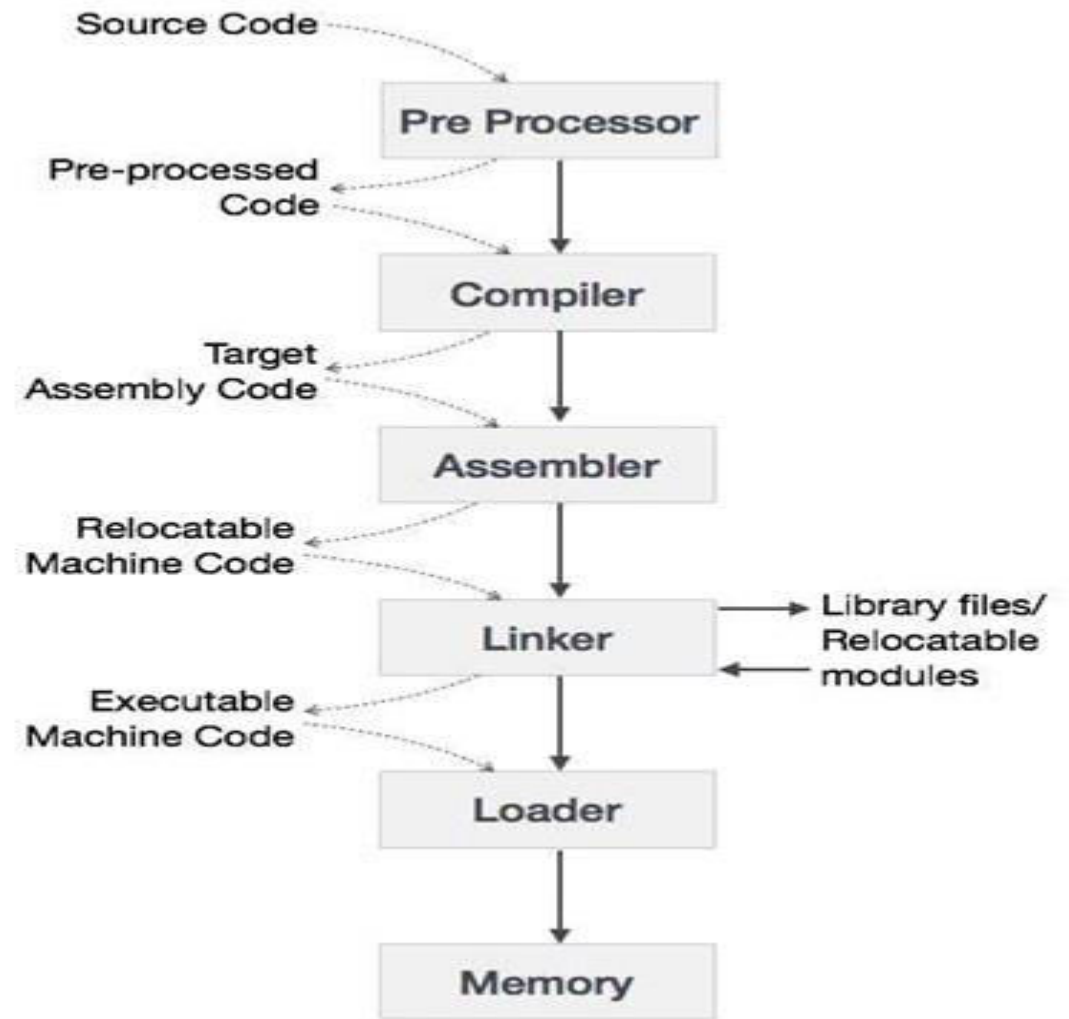 Source Code
Pre Processor
Pre-processed
Code
Compiler
Target
Assembly Code
Assembler
Relocatable
Machine Code
Linker
Library files/
Relocatable
modules
Executable
Machine Code
Loader
Memory